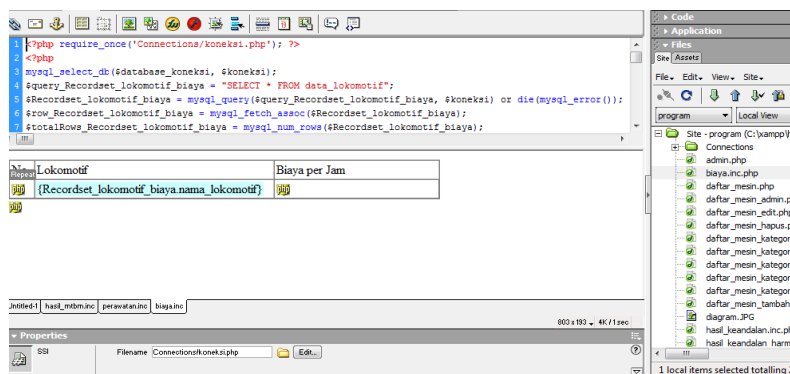 Code
Application
Files
Site Assets
File Edit View Site
program Local View
Site - program (C:\xampp\h
Connections
admin.php
biaya.inc.php
daftar_mesin.php
daftar_mesin_admin.p
daftar_mesin_edit.php
daftar_mesin_hapus.p
daftar_mesin_kategor
daftar_mesin_kategor
daftar_mesin_kategor
daftar_mesin_kategor
daftar_mesin_tambah
diagram.JPG
hasil_keandalan.inc.ph
hasil_keandalan_harm
1 local items selected totalling
1 <?php require_once('Connections/koneksi.php'); ?>
2 <?php
3 mysql_select_db($database_koneksi, $koneksi);
4 $query_Recordset_lokomotif_biaya = "SELECT * FROM data_lokomotif";
5 $Recordset_lokomotif_biaya = mysql_query($query_Recordset_lokomotif_biaya, $koneksi) or die(mysql_error());
6 $row_Recordset_lokomotif_biaya = mysql_fetch_assoc($Recordset_lokomotif_biaya);
7 $totalRows_Recordset_lokomotif_biaya = mysql_num_rows($Recordset_lokomotif_biaya);
Repeat Lokomotif Biaya per Jam
php {Recordset_lokomotif_biaya.nama_lokomotif} php
php
Untitled-1 hasil_mtbm.inc perawatan.inc biaya.inc
803 x 193 4K / 1 sec
Properties
SSI Filename Connections/koneksi.php Edit...